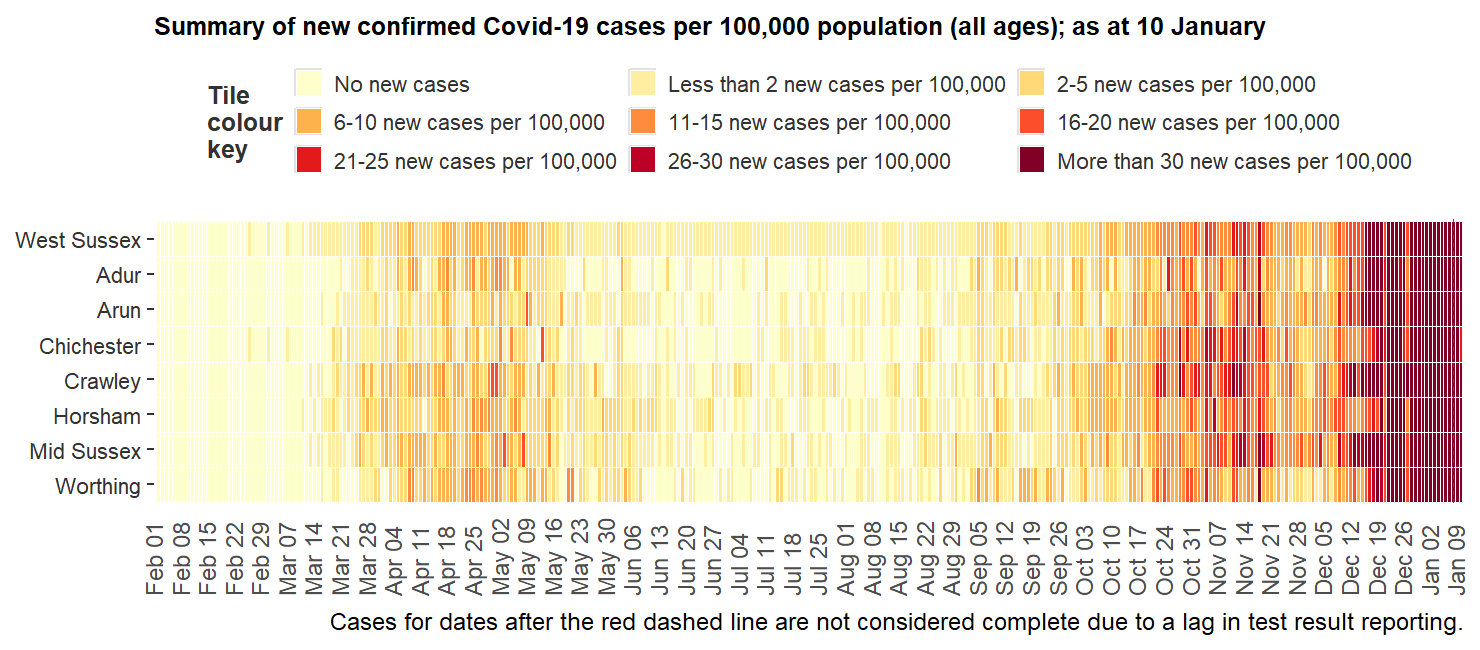 Summary of new confirmed Covid-19 cases per 100,000 population (all ages); as at 10 January
Tile
colour
key
No new cases
Less than 2 new cases per 100,000
2-5 new cases per 100,000
6-10 new cases per 100,000
11-15 new cases per 100,000
16-20 new cases per 100,000
21-25 new cases per 100,000
26-30 new cases per 100,000
More than 30 new cases per 100,000
West Sussex
Adur
Arun
Chichester
Crawley
Horsham
Mid Sussex
Worthing
Feb 01
Feb 08
Feb 15
Feb 22
Feb 29
Mar 07
Mar 14
Mar 21
Mar 28
Apr 04
Apr 11
Apr 18
Apr 25
May 02
May 09
May 16
May 23
May 30
Jun 06
Jun 13
Jun 20
Jun 27
Jul 04
Jul 11
Jul 18
Jul 25
Aug 01
Aug 08
Aug 15
Aug 22
Aug 29
Sep 05
Sep 12
Sep 19
Sep 26
Oct 03
Oct 10
Oct 17
Oct 24
Oct 31
Nov 07
Nov 14
Nov 21
Nov 28
Dec 05
Dec 12
Dec 19
Dec 26
Jan 02
Jan 09
Cases for dates after the red dashed line are not considered complete due to a lag in test result reporting.